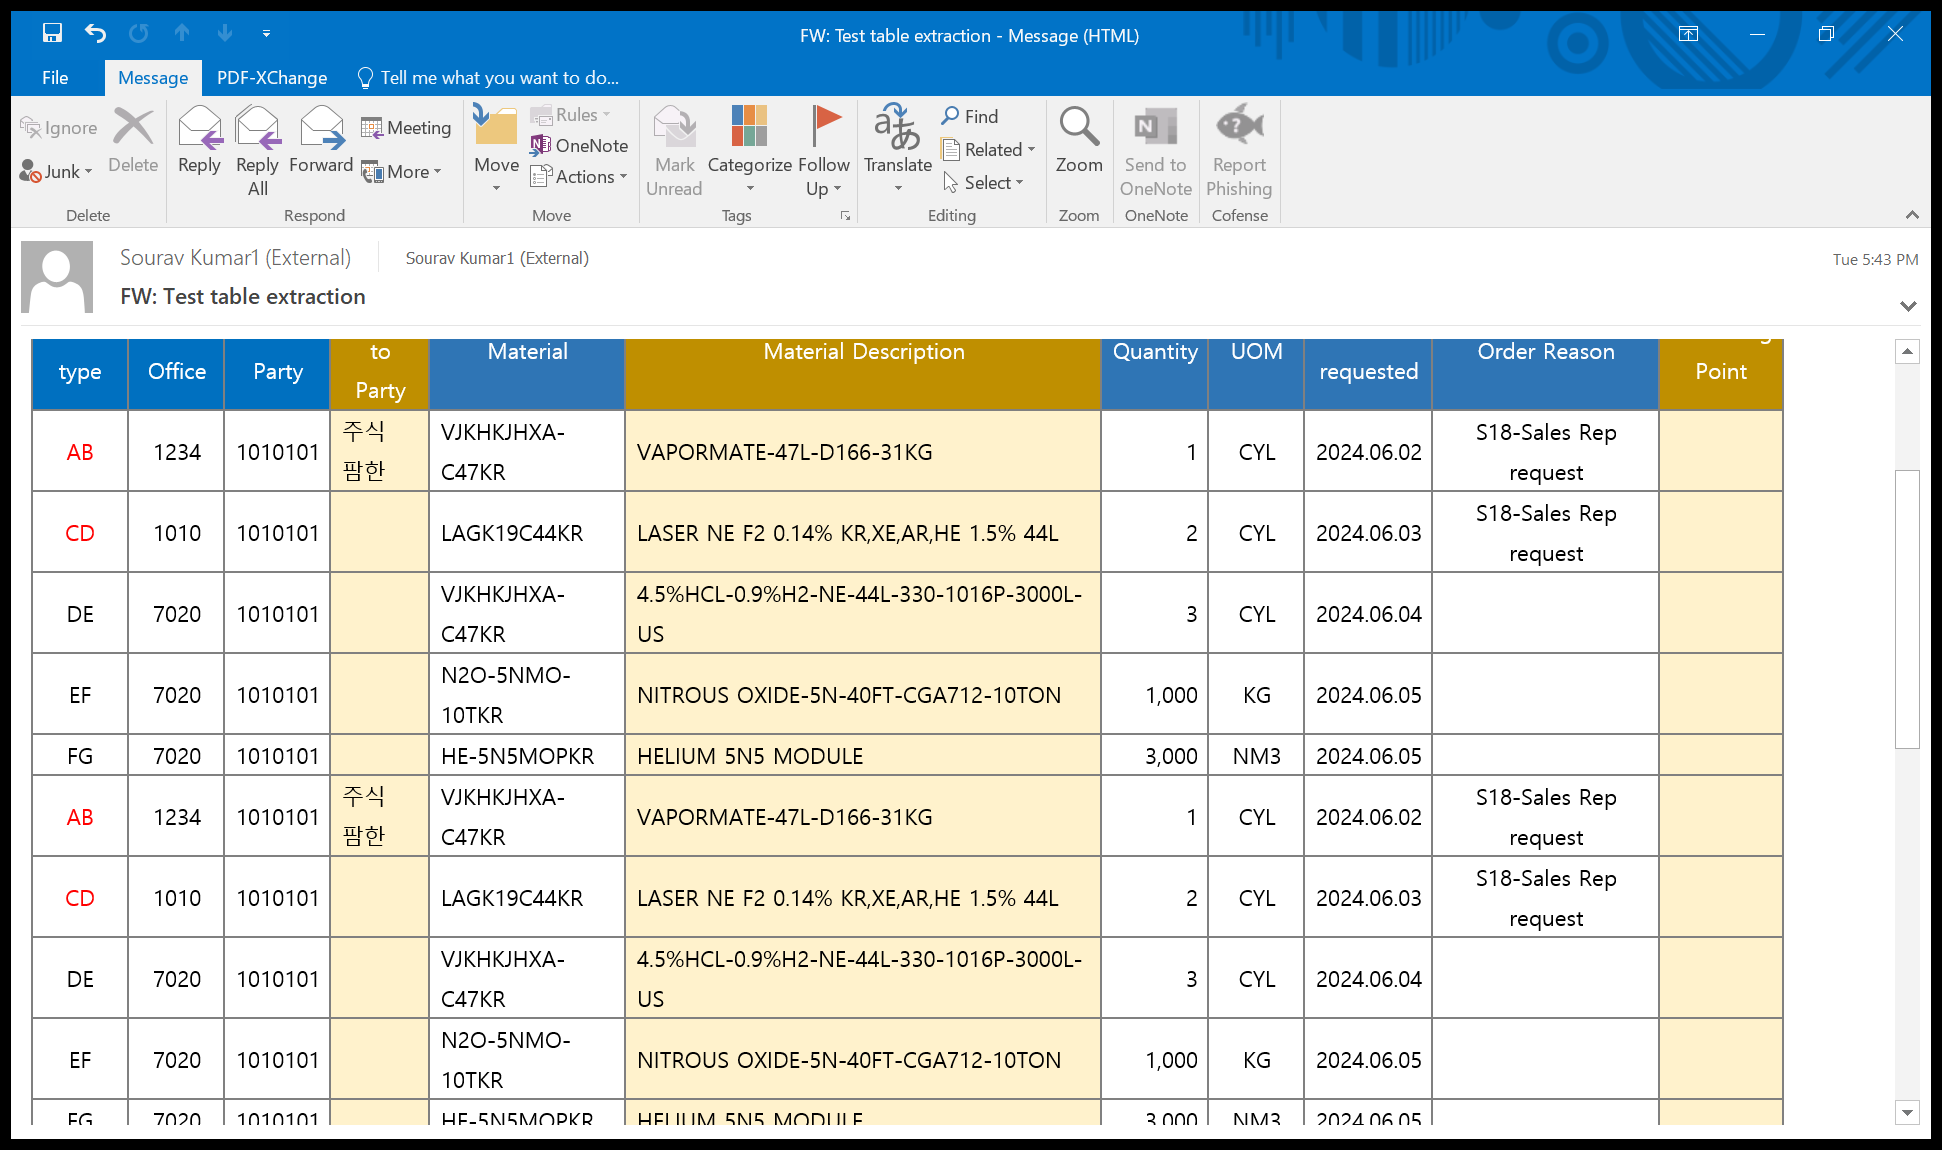 FW: Test table extraction - Message (HTML)
File Message PDF-XChange Tell me what you want to do...
Ignore
Junk
Delete
Delete
Reply
Reply All
Forward
Meeting
More
Respond
Move
Rules
OneNote
Actions
Move
Mark Unread
Categorize
Follow Up
Tags
Translate
Find
Related
Select
Editing
Zoom
Zoom
Send to OneNote
OneNote
Report Phishing
Cofense
Sourav Kumar1 (External) Sourav Kumar1 (External) Tue 5:43 PM
FW: Test table extraction
type Office Party to Party Material Material Description Quantity UOM requested Order Reason Point
AB 1234 1010101 주식 팜한 VJKHKJHXA-C47KR VAPORMATE-47L-D166-31KG 1 CYL 2024.06.02 S18-Sales Rep request
CD 1010 1010101 LAGK19C44KR LASER NE F2 0.14% KR,XE,AR,HE 1.5% 44L 2 CYL 2024.06.03 S18-Sales Rep request
DE 7020 1010101 VJKHKJHXA-C47KR 4.5%HCL-0.9%H2-NE-44L-330-1016P-3000L-US 3 CYL 2024.06.04
EF 7020 1010101 N2O-5NMO-10TKR NITROUS OXIDE-5N-40FT-CGA712-10TON 1,000 KG 2024.06.05
FG 7020 1010101 HE-5N5MOPKR HELIUM 5N5 MODULE 3,000 NM3 2024.06.05
AB 1234 1010101 주식 팜한 VJKHKJHXA-C47KR VAPORMATE-47L-D166-31KG 1 CYL 2024.06.02 S18-Sales Rep request
CD 1010 1010101 LAGK19C44KR LASER NE F2 0.14% KR,XE,AR,HE 1.5% 44L 2 CYL 2024.06.03 S18-Sales Rep request
DE 7020 1010101 VJKHKJHXA-C47KR 4.5%HCL-0.9%H2-NE-44L-330-1016P-3000L-US 3 CYL 2024.06.04
EF 7020 1010101 N2O-5NMO-10TKR NITROUS OXIDE-5N-40FT-CGA712-10TON 1,000 KG 2024.06.05
FG 7020 1010101 HE-5N5MOPKR HELIUM 5N5 MODULE 3,000 NM3 2024.06.05